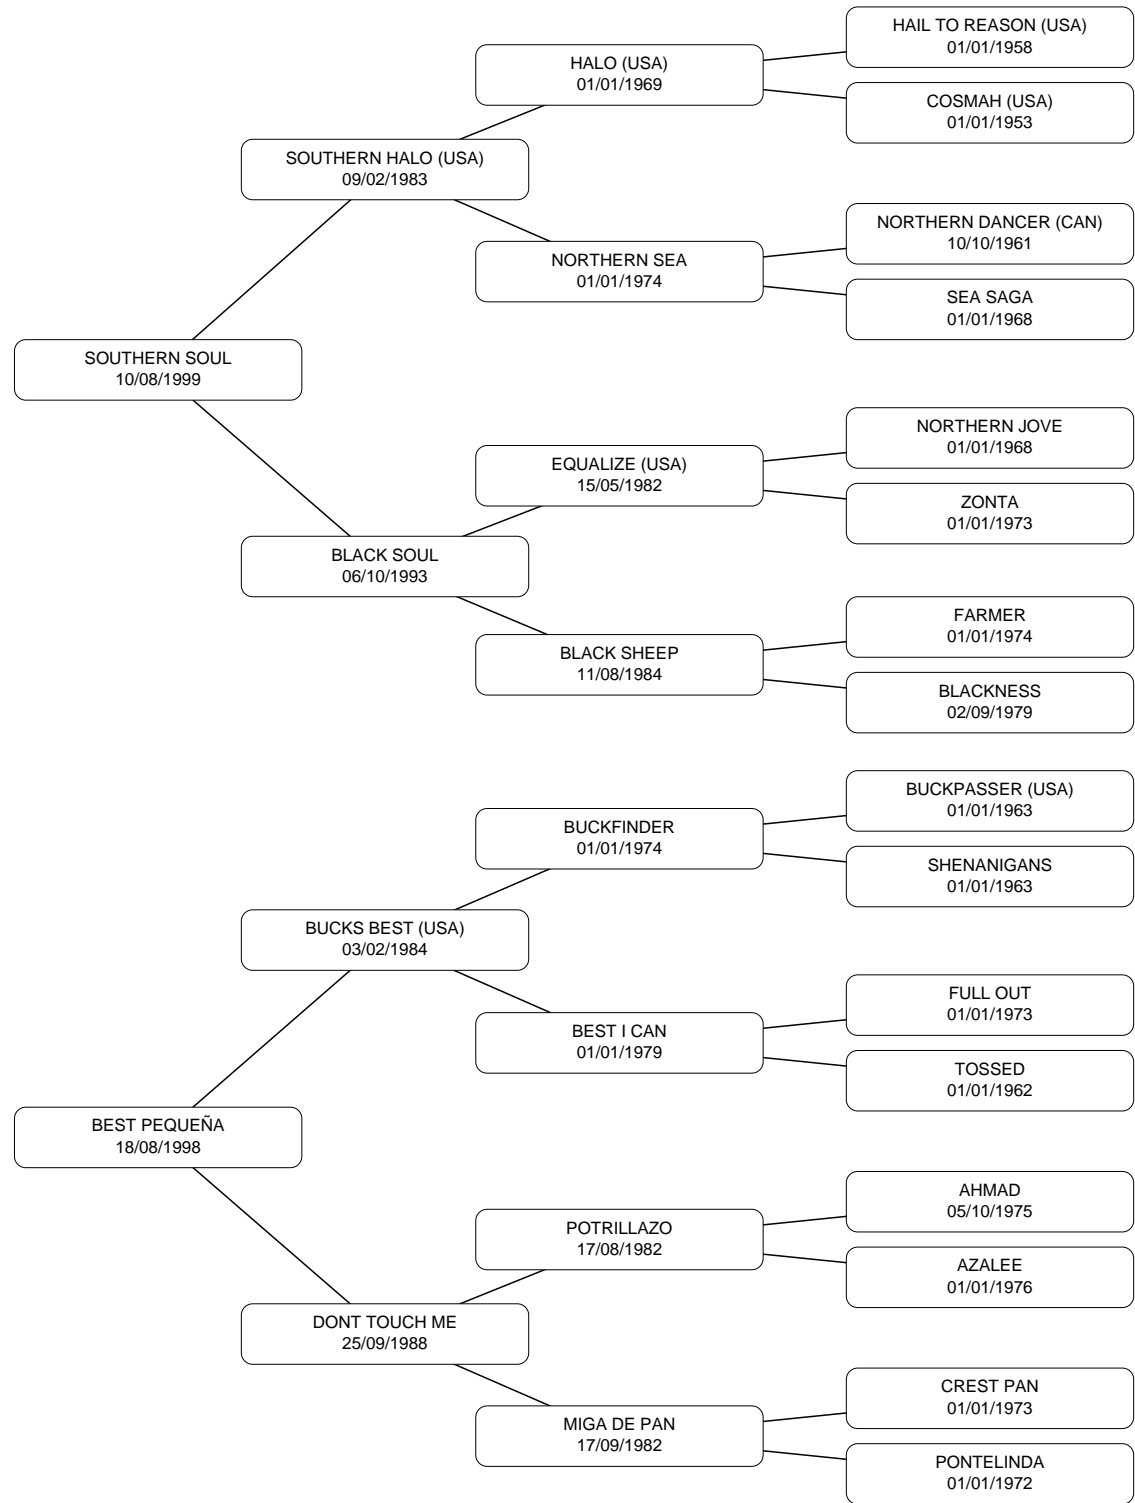 HAIL TO REASON (USA)
01/01/1958
HALO (USA)
01/01/1969
COSMAH (USA)
01/01/1953
SOUTHERN HALO (USA)
09/02/1983
NORTHERN DANCER (CAN)
10/10/1961
NORTHERN SEA
01/01/1974
SEA SAGA
01/01/1968
SOUTHERN SOUL
10/08/1999
NORTHERN JOVE
01/01/1968
EQUALIZE (USA)
15/05/1982
ZONTA
01/01/1973
BLACK SOUL
06/10/1993
FARMER
01/01/1974
BLACK SHEEP
11/08/1984
BLACKNESS
02/09/1979
BUCKPASSER (USA)
01/01/1963
BUCKFINDER
01/01/1974
SHENANIGANS
01/01/1963
BUCKS BEST (USA)
03/02/1984
FULL OUT
01/01/1973
BEST I CAN
01/01/1979
TOSSED
01/01/1962
BEST PEQUEÑA
18/08/1998
AHMAD
05/10/1975
POTRILLAZO
17/08/1982
AZALEE
01/01/1976
DONT TOUCH ME
25/09/1988
CREST PAN
01/01/1973
MIGA DE PAN
17/09/1982
PONTELINDA
01/01/1972